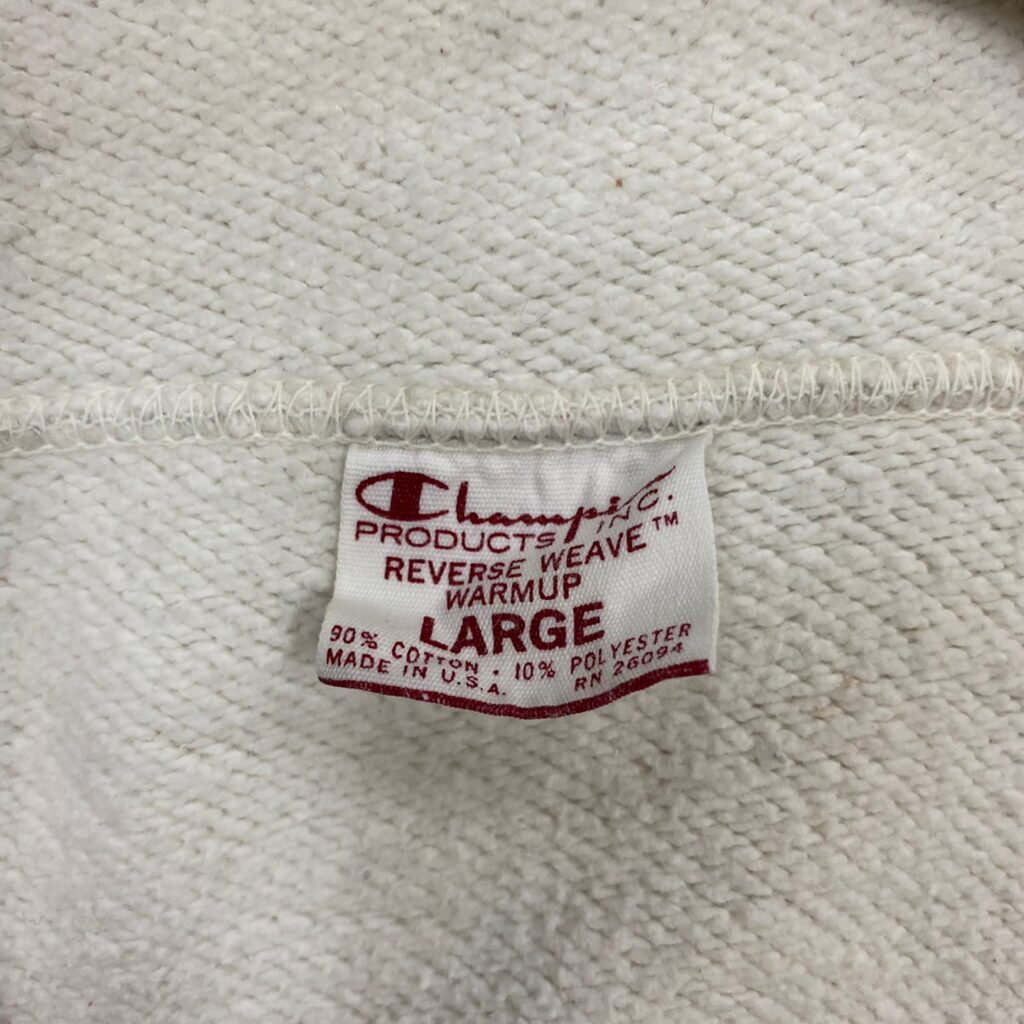 Champion
PRODUCTS, INC.
REVERSE WEAVE™
WARMUP
LARGE
90% COTTON · 10% POLYESTER
MADE IN U.S.A. RN 26094